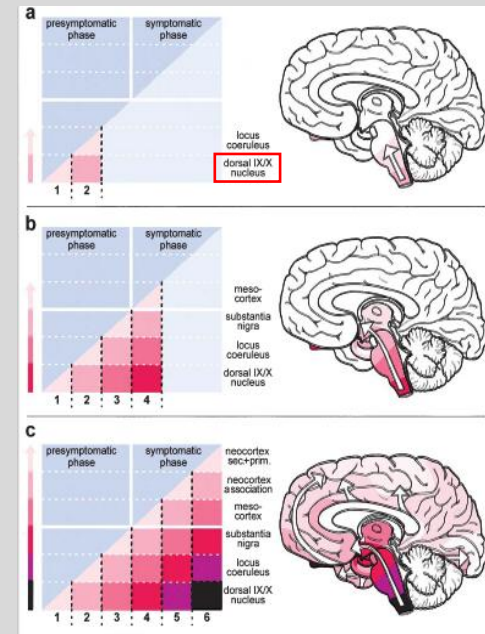 a
presymptomatic symptomatic
phase phase
locus
coeruleus
dorsal IX/X
nucleus
1 2
b
presymptomatic symptomatic
phase phase
meso-
cortex
substantia
nigra
locus
coeruleus
dorsal IX/X
nucleus
1 2 3 4
c
presymptomatic symptomatic
phase phase
neocortex
sec.+prim.
neocortex
association
meso-
cortex
substantia
nigra
locus
coeruleus
dorsal IX/X
nucleus
1 2 3 4 5 6